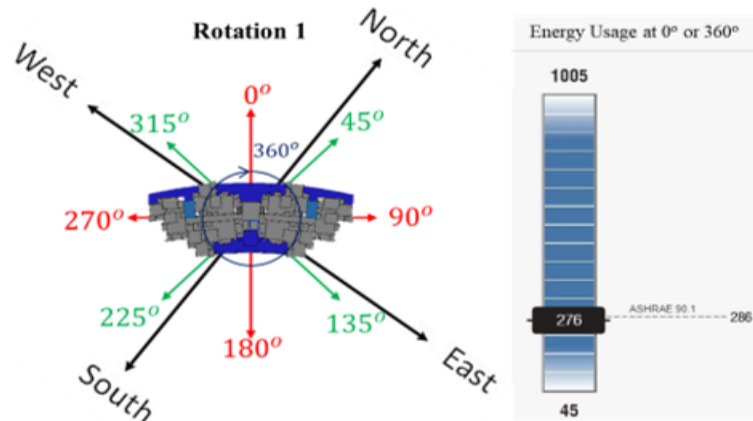 Rotation 1
North
West
0°
315°
45°
360°
270°
90°
225°
135°
180°
South
East
Energy Usage at 0° or 360°
1005
276
ASHRAE 90.1
286
45